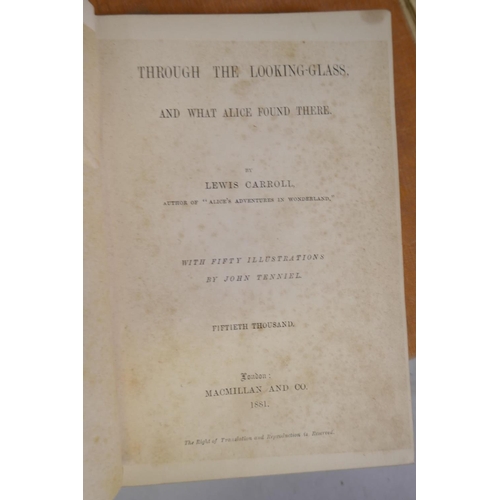 THROUGH THE LOOKING-GLASS,
AND WHAT ALICE FOUND THERE.
BY
LEWIS CARROLL,
AUTHOR OF "ALICE'S ADVENTURES IN WONDERLAND,"
WITH FIFTY ILLUSTRATIONS
BY JOHN TENNIEL.
FIFTIETH THOUSAND.
London:
MACMILLAN AND CO.
1881.
The Right of Translation and Reproduction is Reserved.